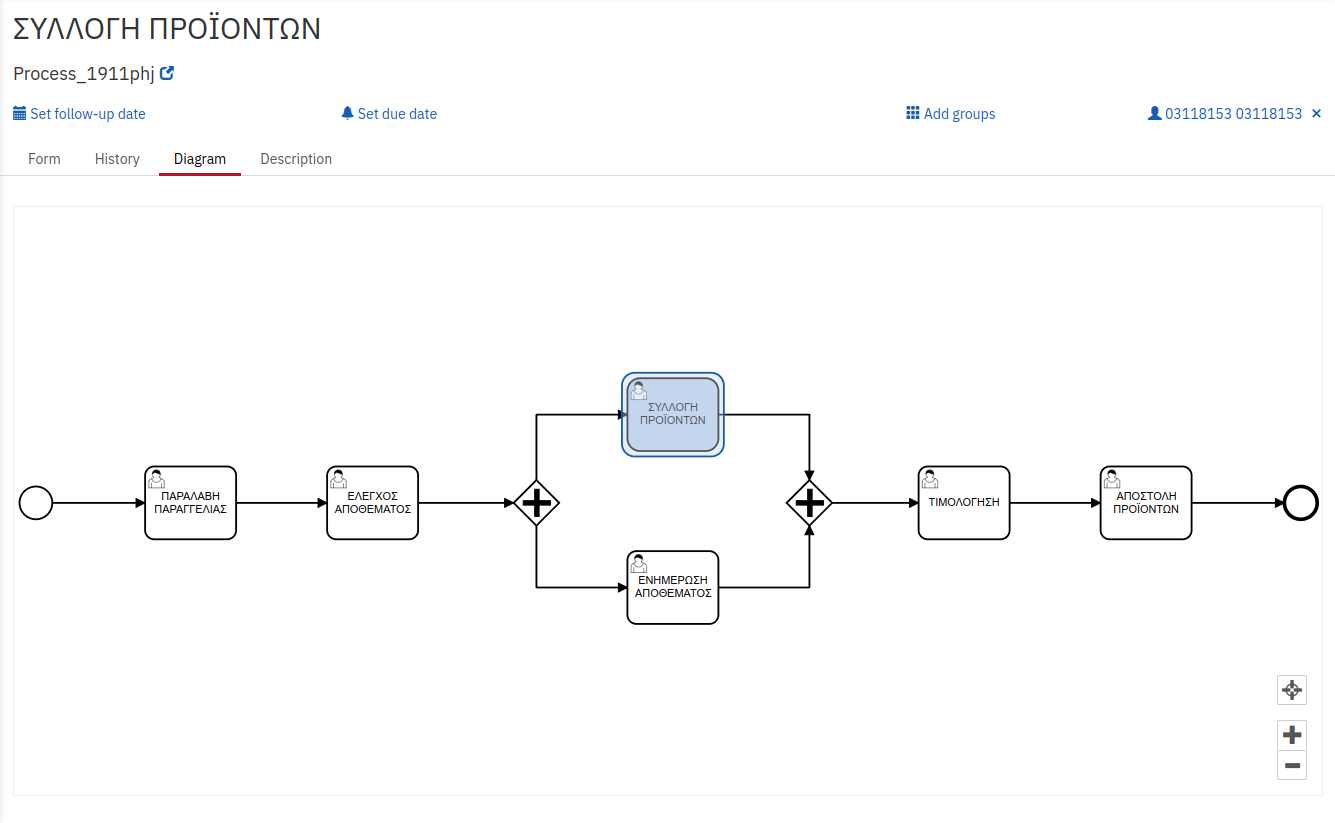 ΣΥΛΛΟΓΗ ΠΡΟΪΟΝΤΩΝ
Process_1911phj
Set follow-up date
Set due date
Add groups
03118153 03118153 ×
Form
History
Diagram
Description
ΠΑΡΑΛΑΒΗ
ΠΑΡΑΓΓΕΛΙΑΣ
ΕΛΕΓΧΟΣ
ΑΠΟΘΕΜΑΤΟΣ
ΣΥΛΛΟΓΗ
ΠΡΟΪΟΝΤΩΝ
ΕΝΗΜΕΡΩΣΗ
ΑΠΟΘΕΜΑΤΟΣ
ΤΙΜΟΛΟΓΗΣΗ
ΑΠΟΣΤΟΛΗ
ΠΡΟΪΟΝΤΩΝ